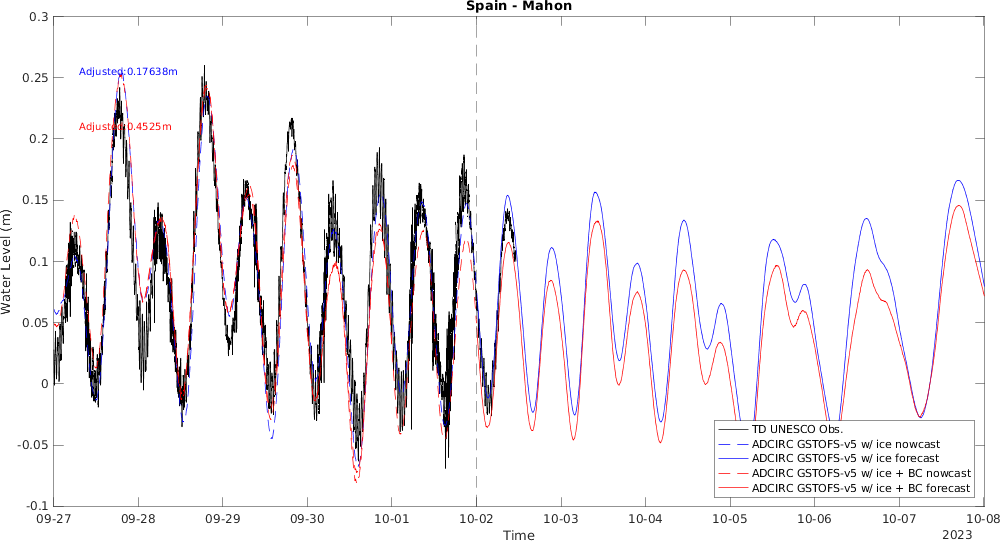 Spain - Mahon
0.3
0.25
0.2
0.15
0.1
0.05
0
-0.05
-0.1
Water Level (m)
Adjusted:0.17638m
Adjusted:0.4525m
TD UNESCO Obs.
ADCIRC GSTOFS-v5 w/ ice nowcast
ADCIRC GSTOFS-v5 w/ ice forecast
ADCIRC GSTOFS-v5 w/ ice + BC nowcast
ADCIRC GSTOFS-v5 w/ ice + BC forecast
09-27 09-28 09-29 09-30 10-01 10-02 10-03 10-04 10-05 10-06 10-07 10-08
Time
2023